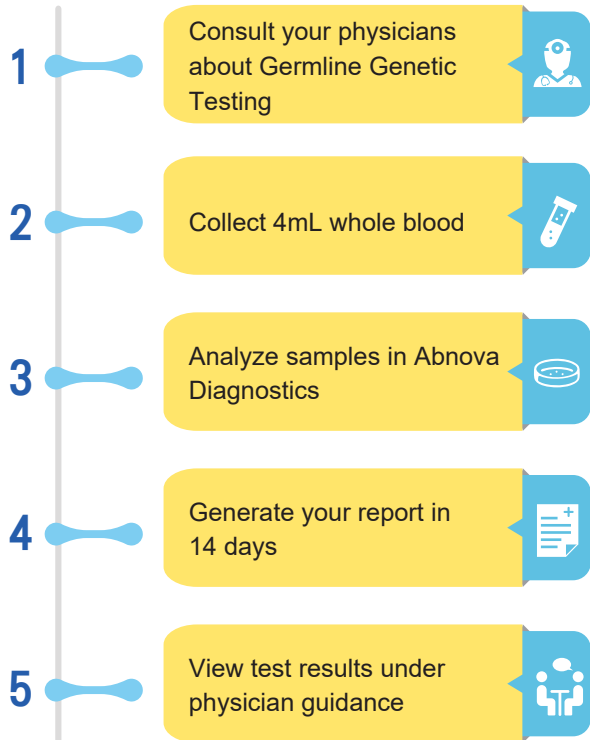 1
Consult your physicians
about Germline Genetic
Testing
2
Collect 4mL whole blood
3
Analyze samples in Abnova
Diagnostics
4
Generate your report in
14 days
5
View test results under
physician guidance